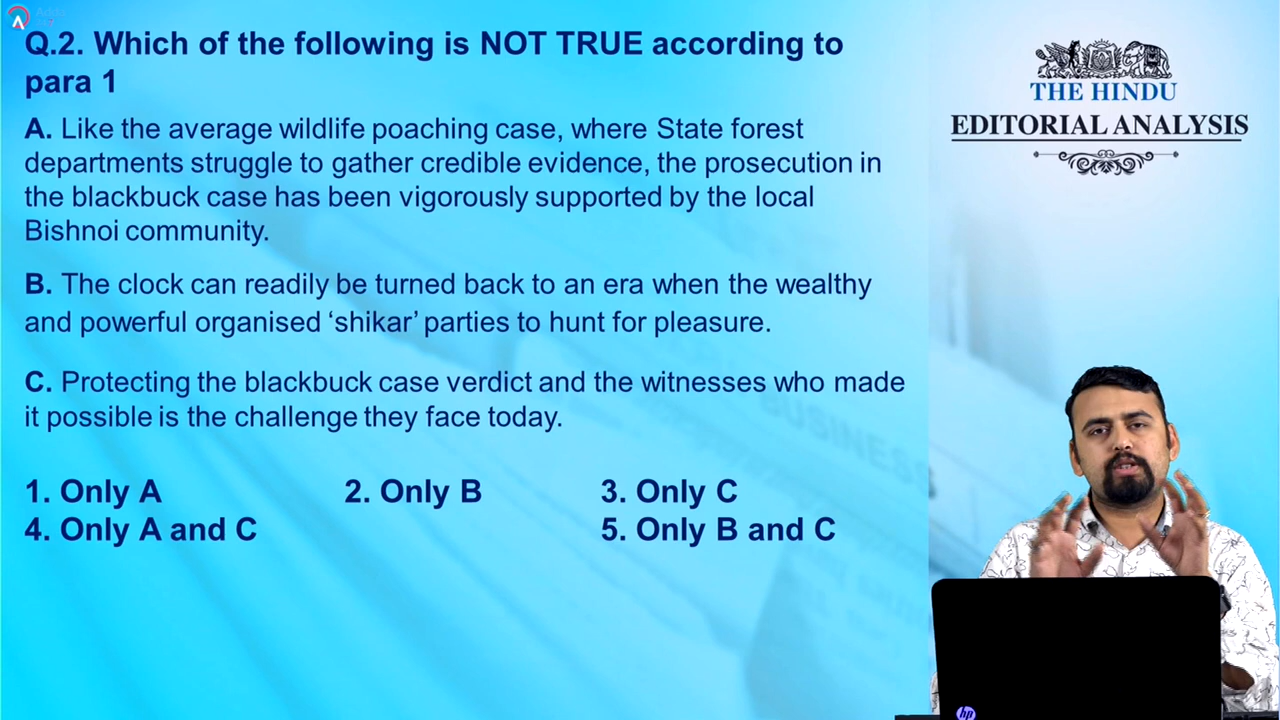 Q.2. Which of the following is NOT TRUE according to
para 1
A. Like the average wildlife poaching case, where State forest
departments struggle to gather credible evidence, the prosecution in
the blackbuck case has been vigorously supported by the local
Bishnoi community.
B. The clock can readily be turned back to an era when the wealthy
and powerful organised ‘shikar’ parties to hunt for pleasure.
C. Protecting the blackbuck case verdict and the witnesses who made
it possible is the challenge they face today.
1. Only A 2. Only B 3. Only C
4. Only A and C 5. Only B and C
THE HINDU
EDITORIAL ANALYSIS
BUSINESS
hp